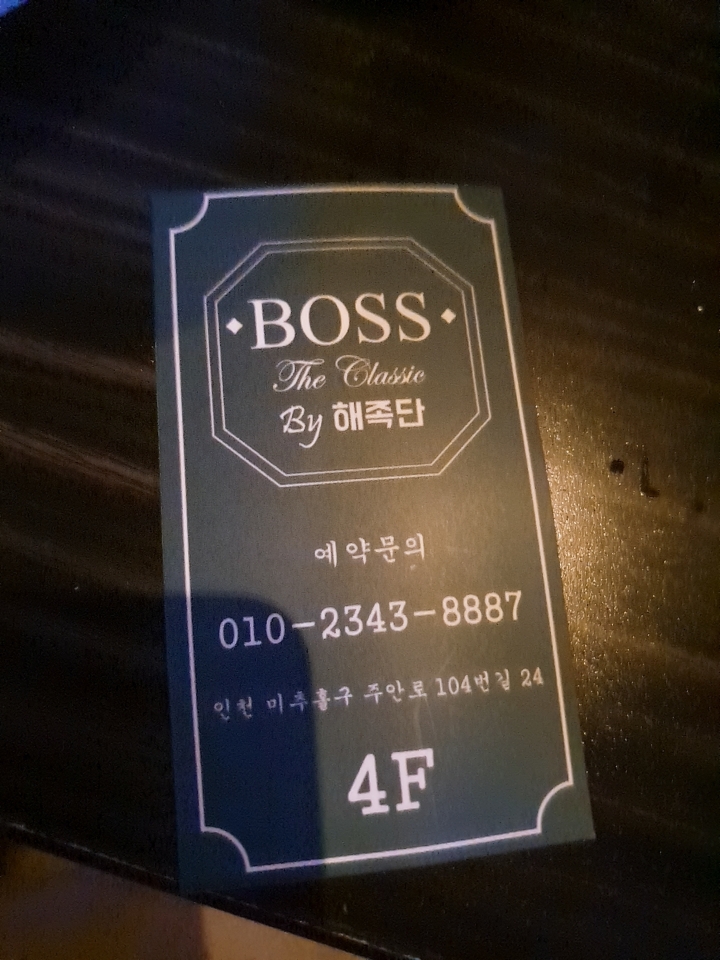 BOSS
The Classic
By 해족단
예약문의
010-2343-8887
인천 미추홀구 주안로 104번길 24
4F